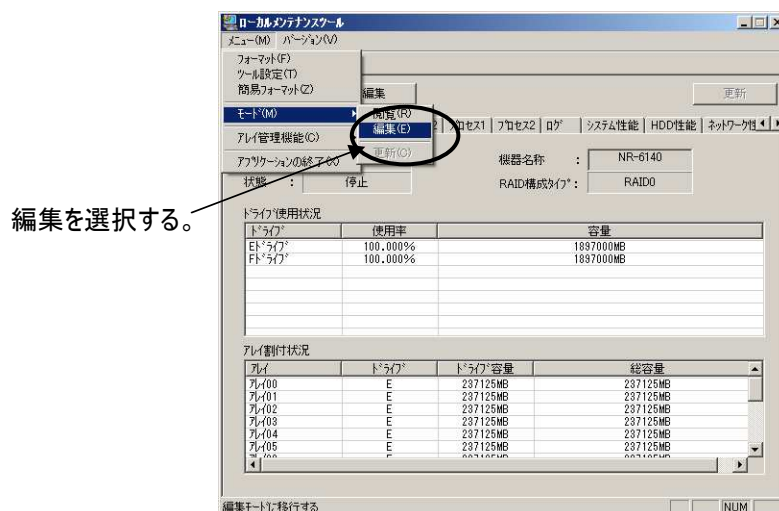 ローカルメンテナンスツール
メニュー(M) バージョン(V)
フォーマット(F)
ツール設定(T)
簡易フォーマット(Z)
編集
更新
モード(M)
閲覧(R)
編集(E)
更新(C)
プロセス1 プロセス2 ログ システム性能 HDD性能
アレイ管理機能(C)
アプリケーションの終了(X)
機器名称 : NR-6140
状態 : 停止
RAID構成タイプ: RAID0
編集を選択する。
ドライブ使用状況
ドライブ 使用率 容量
Eドライブ 100.000% 1897000MB
Fドライブ 100.000% 1897000MB
アレイ割付状況
アレイ ドライブ ドライブ容量 総容量
アレイ00 E 237125MB 237125MB
アレイ01 E 237125MB 237125MB
アレイ02 E 237125MB 237125MB
アレイ03 E 237125MB 237125MB
アレイ04 E 237125MB 237125MB
アレイ05 E 237125MB 237125MB
編集モードに移行する
NUM